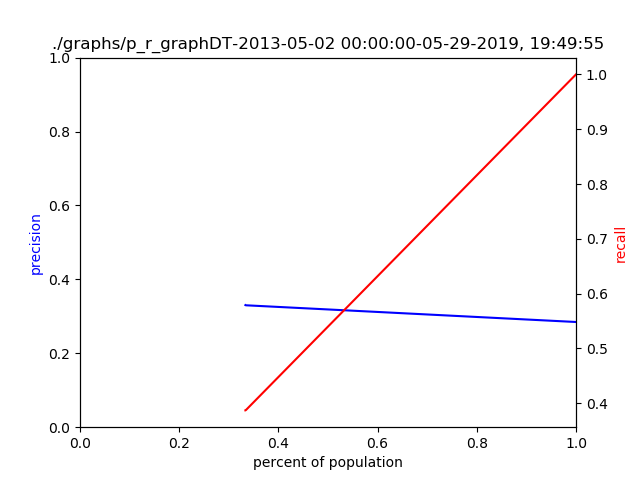 ./graphs/p_r_graphDT-2013-05-02 00:00:00-05-29-2019, 19:49:55
1.0
0.8
0.6
0.4
0.2
0.0
precision
0.0 0.2 0.4 0.6 0.8 1.0
percent of population
1.0
0.9
0.8
0.7
0.6
0.5
0.4
recall